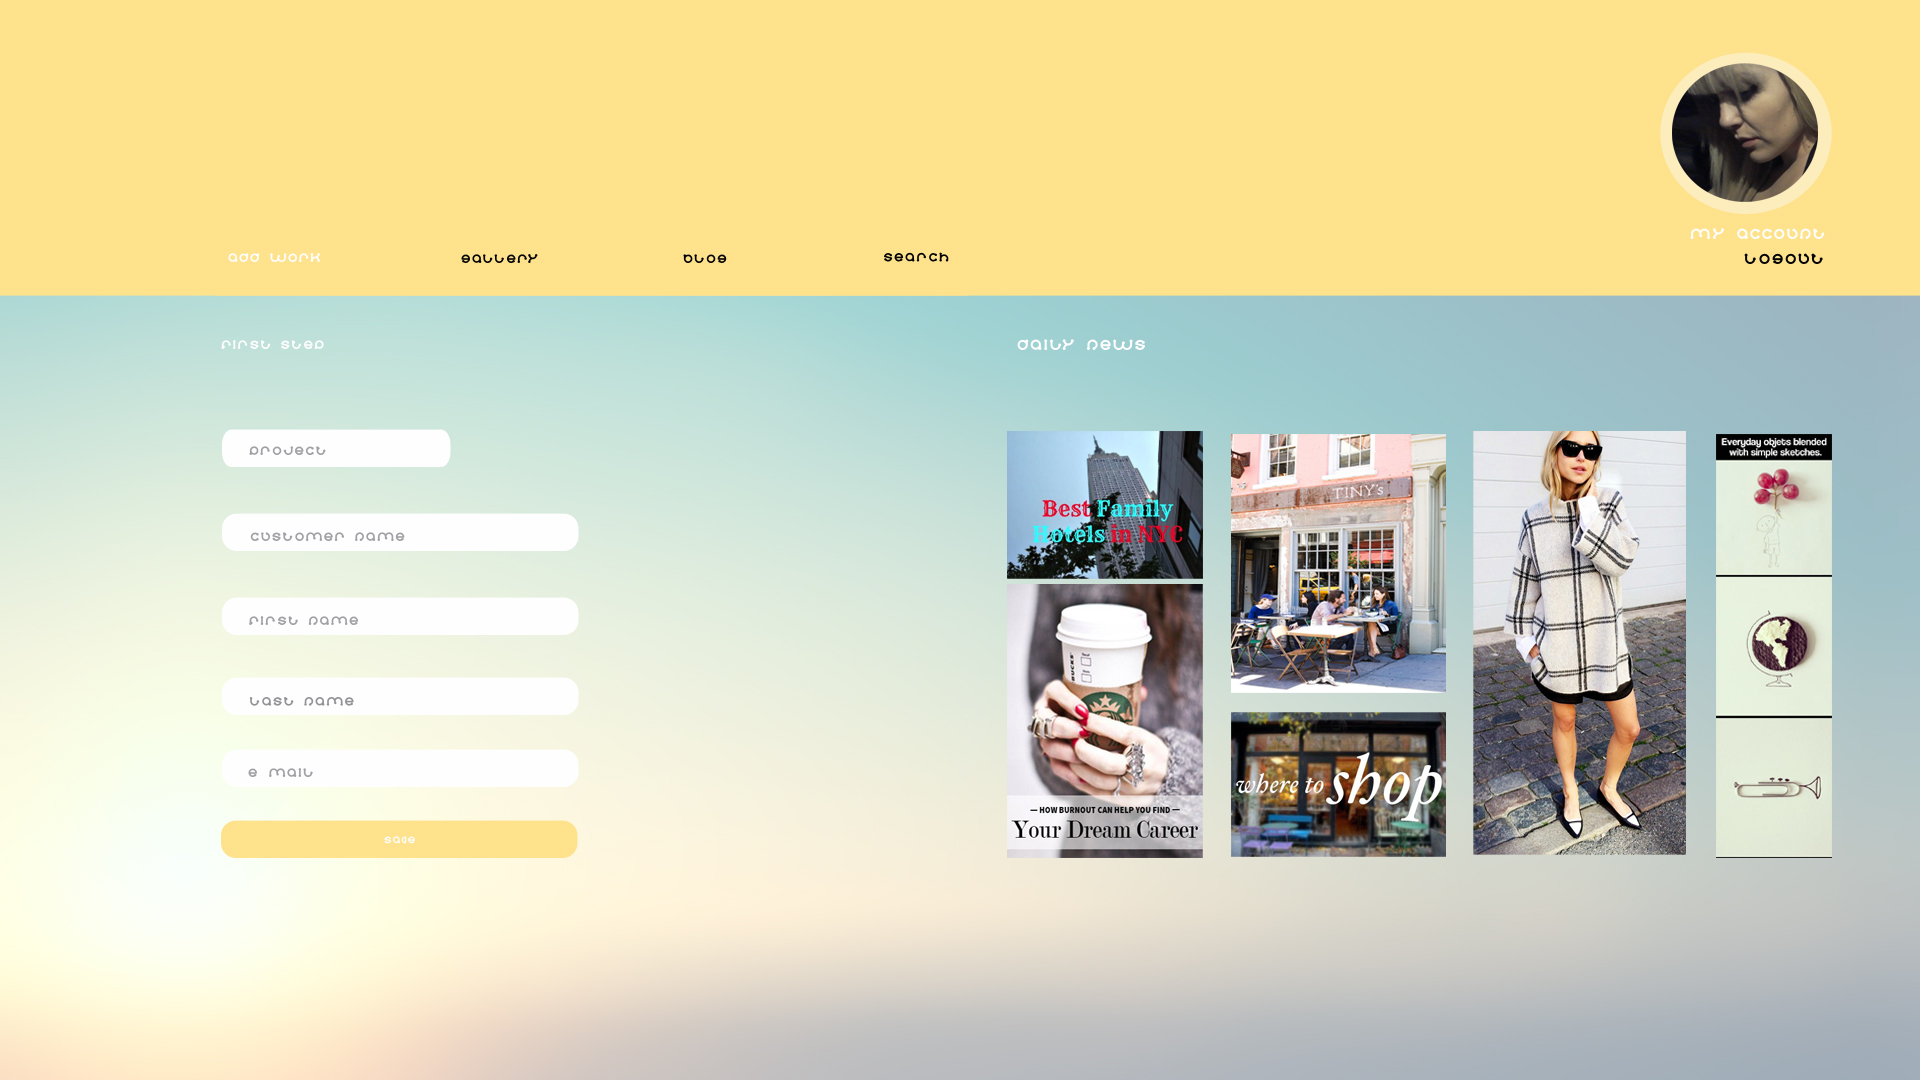 my account
add work
gallery
blog
search
logout
first step
daily news
project
customer name
first name
last name
e mail
save
Best Family
Hotels in NYC
TINY's
Everyday objets blended
with simple sketches.
where to shop
— HOW BURNOUT CAN HELP YOU FIND —
Your Dream Career